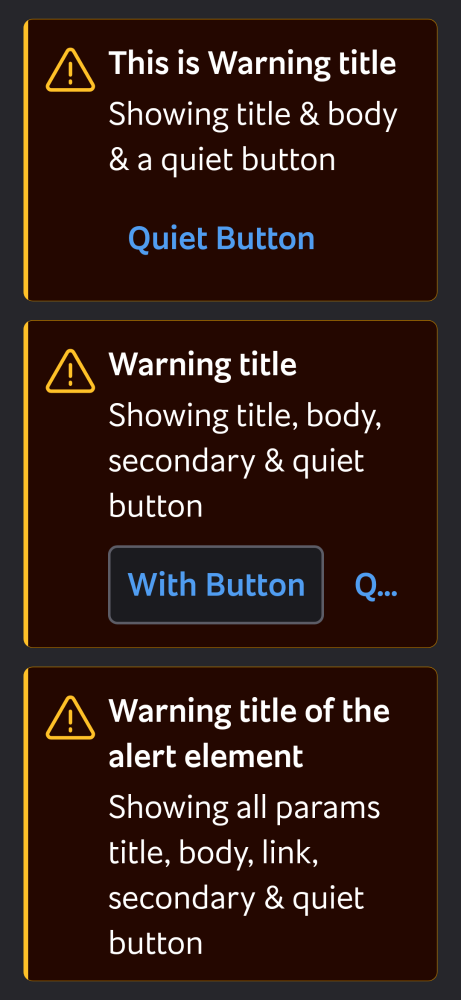 This is Warning title
Showing title & body
& a quiet button
Quiet Button
Warning title
Showing title, body,
secondary & quiet
button
With Button Q...
Warning title of the
alert element
Showing all params
title, body, link,
secondary & quiet
button